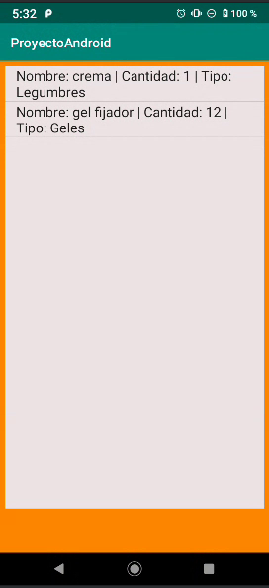 5:32 100 %
ProyectoAndroid
Nombre: crema | Cantidad: 1 | Tipo:
Legumbres
Nombre: gel fijador | Cantidad: 12 |
Tipo: Geles